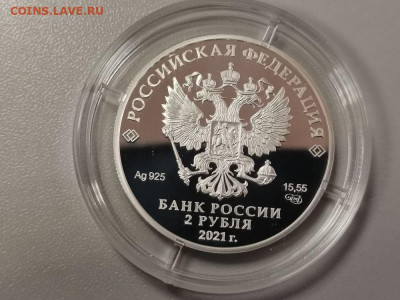 COINS.LAVE.RU
РОССИЙСКАЯ ФЕДЕРАЦИЯ
Ag 925
15,55
БАНК РОССИИ
2 РУБЛЯ
2021 г.